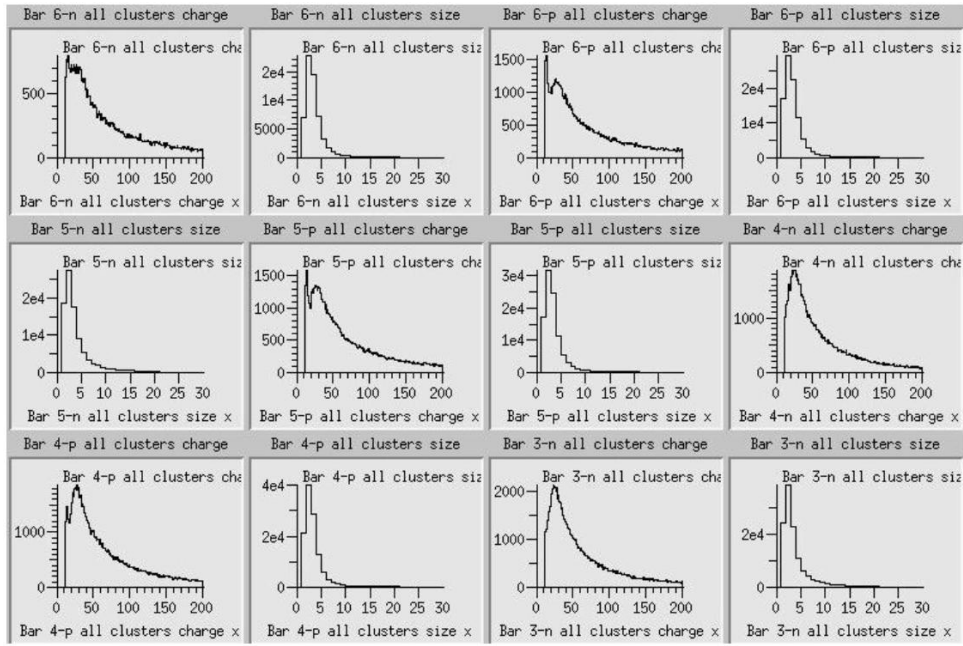 Bar 6-n all clusters charge
Bar 6-n all clusters size
Bar 6-p all clusters charge
Bar 6-p all clusters size
Bar 6-n all clusters cha
500
0
0 50 100 150 200
Bar 6-n all clusters charge x
Bar 6-n all clusters size
2e4
1e4
5000
0
0 5 10 15 20 25 30
Bar 6-n all clusters size x
Bar 6-p all clusters cha
1500
1000
500
0
0 50 100 150 200
Bar 6-p all clusters charge x
Bar 6-p all clusters size
2e4
1e4
0
0 5 10 15 20 25 30
Bar 6-p all clusters size x
Bar 5-n all clusters size
Bar 5-p all clusters charge
Bar 5-p all clusters size
Bar 4-n all clusters charge
Bar 5-n all clusters size
2e4
1e4
0
0 5 10 15 20 25 30
Bar 5-n all clusters size x
Bar 5-p all clusters cha
1500
1000
500
0
0 50 100 150 200
Bar 5-p all clusters charge x
Bar 5-p all clusters size
3e4
2e4
1e4
0
0 5 10 15 20 25 30
Bar 5-p all clusters size x
Bar 4-n all clusters cha
1000
0
0 50 100 150 200
Bar 4-n all clusters charge x
Bar 4-p all clusters charge
Bar 4-p all clusters size
Bar 3-n all clusters charge
Bar 3-n all clusters size
Bar 4-p all clusters cha
1000
0
0 50 100 150 200
Bar 4-p all clusters charge x
Bar 4-p all clusters size
4e4
2e4
0
0 5 10 15 20 25 30
Bar 4-p all clusters size x
Bar 3-n all clusters cha
2000
1000
0
0 50 100 150 200
Bar 3-n all clusters charge x
Bar 3-n all clusters size
2e4
0
0 5 10 15 20 25 30
Bar 3-n all clusters size x